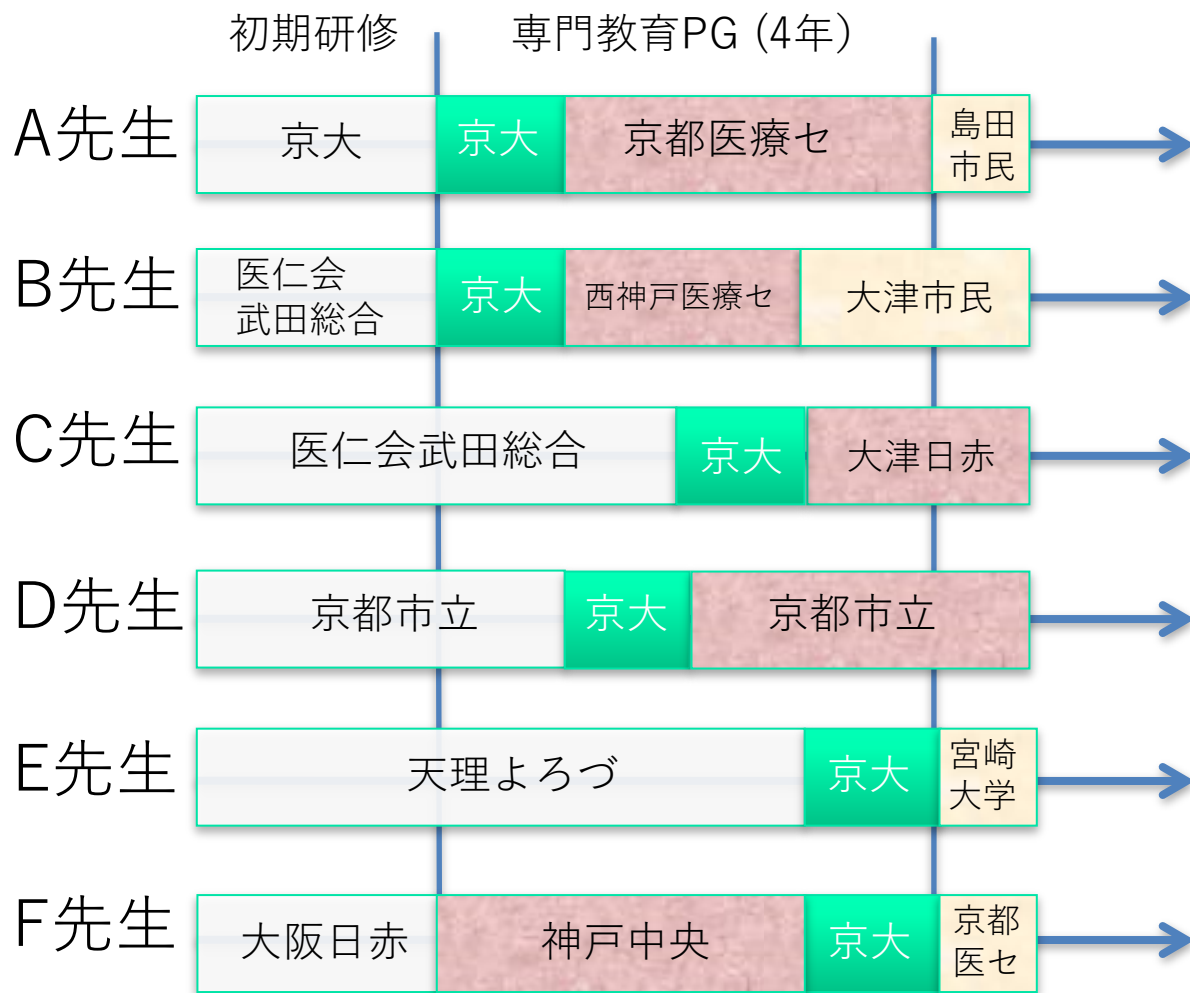 初期研修
専門教育PG (4年)
A先生
京大
京大
京都医療セ
島田
市民
B先生
医仁会
武田総合
京大
西神戸医療セ
大津市民
C先生
医仁会武田総合
京大
大津日赤
D先生
京都市立
京大
京都市立
E先生
天理よろづ
京大
宮崎
大学
F先生
大阪日赤
神戸中央
京大
京都
医セ